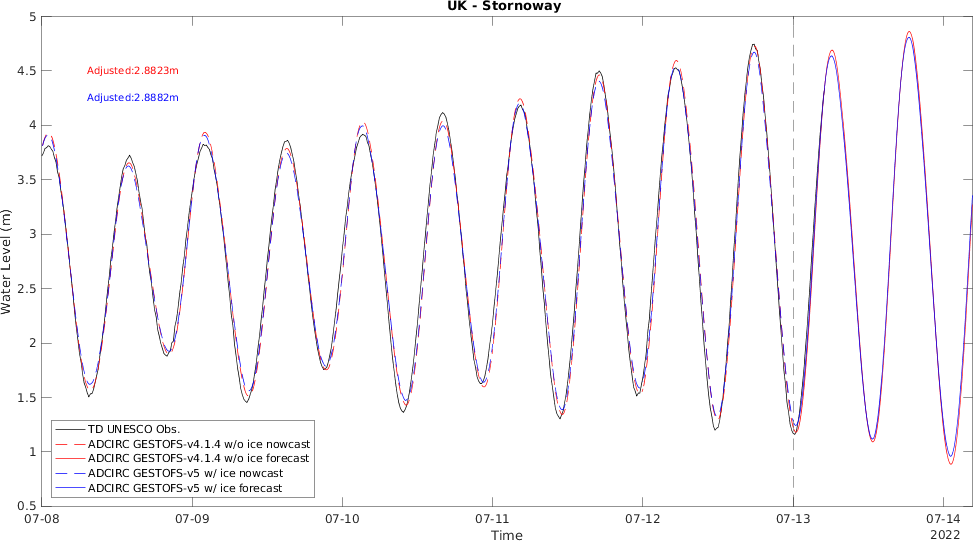 UK - Stornoway
5
4.5
4
3.5
3
2.5
2
1.5
1
0.5
Water Level (m)
Adjusted:2.8823m
Adjusted:2.8882m
TD UNESCO Obs.
ADCIRC GESTOFS-v4.1.4 w/o ice nowcast
ADCIRC GESTOFS-v4.1.4 w/o ice forecast
ADCIRC GESTOFS-v5 w/ ice nowcast
ADCIRC GESTOFS-v5 w/ ice forecast
07-08 07-09 07-10 07-11 07-12 07-13 07-14
Time
2022